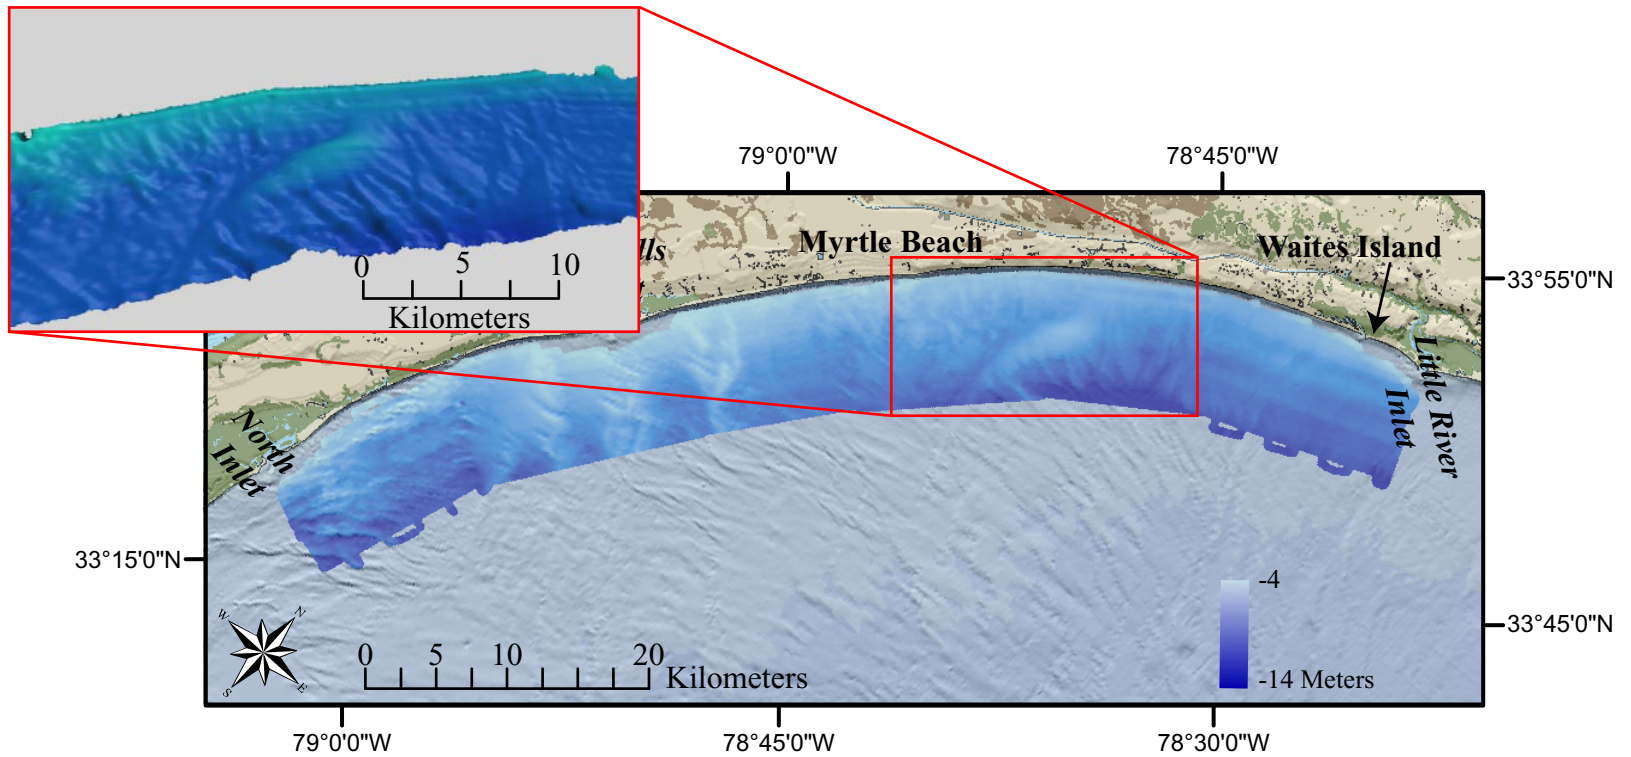 0 5 10
Kilometers
79°0'0"W 78°45'0"W
lls
Myrtle Beach
Waites Island
33°55'0"N
Little River
Inlet
North
Inlet
33°15'0"N
-4
33°45'0"N
W N
S E
0 5 10 20
Kilometers
-14 Meters
79°0'0"W 78°45'0"W 78°30'0"W